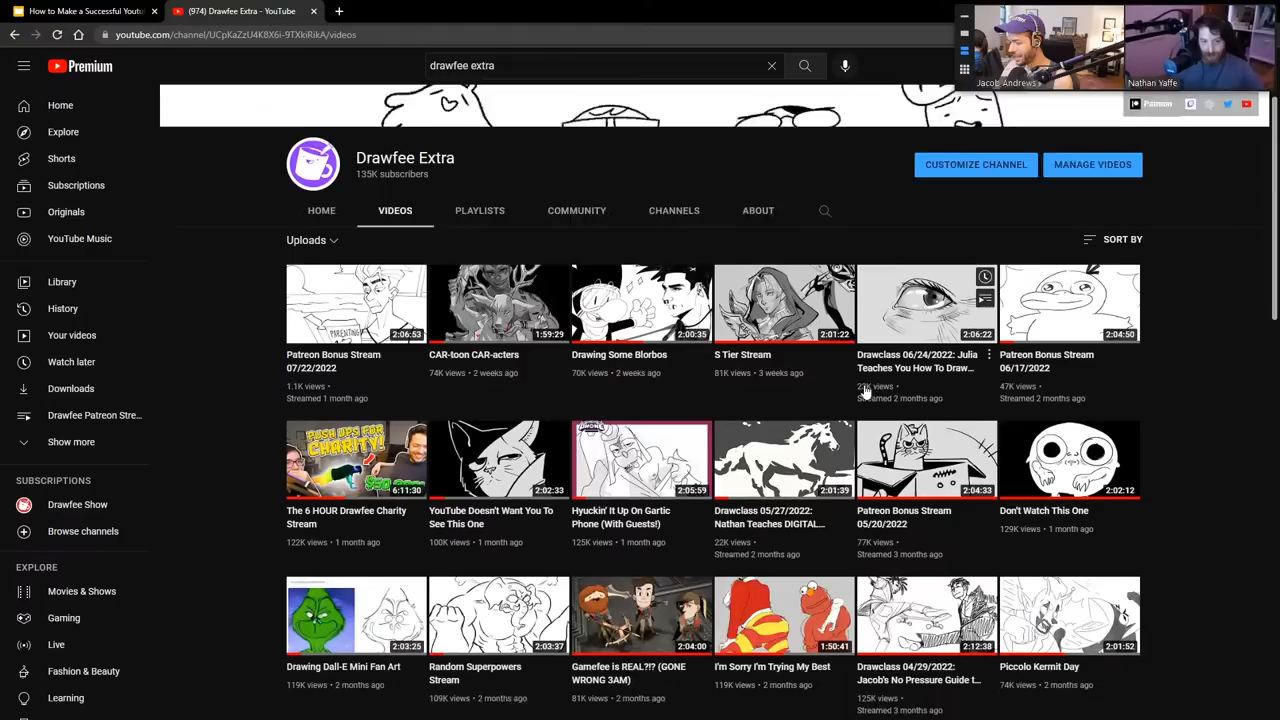 How to Make a Successful Youtu
(974) Drawfee Extra - YouTube
youtube.com/channel/UCpKaZzU4K8X6i-9TXkiRikA/videos
Jacob Andrews
Nathan Yaffe
Premium
drawfee extra
Patreon
Home
Explore
Shorts
Subscriptions
Originals
YouTube Music
Library
History
Your videos
Watch later
Downloads
Drawfee Patreon Stre...
Show more
SUBSCRIPTIONS
Drawfee Show
Browse channels
EXPLORE
Movies & Shows
Gaming
Live
Fashion & Beauty
Learning
Drawfee Extra
135K subscribers
CUSTOMIZE CHANNEL
MANAGE VIDEOS
HOME
VIDEOS
PLAYLISTS
COMMUNITY
CHANNELS
ABOUT
Uploads
SORT BY
PARENTING
2:06:53
Patreon Bonus Stream
07/22/2022
1.1K views •
Streamed 1 month ago
1:59:29
CAR-toon CAR-acters
74K views • 2 weeks ago
2:00:35
Drawing Some Blorbos
70K views • 2 weeks ago
2:01:22
S Tier Stream
81K views • 3 weeks ago
2:06:22
Drawclass 06/24/2022: Julia
Teaches You How To Draw...
views •
Streamed 2 months ago
2:04:50
Patreon Bonus Stream
06/17/2022
47K views •
Streamed 2 months ago
PUSH UPS FOR
CHARITY!
6:11:30
The 6 HOUR Drawfee Charity
Stream
122K views • 1 month ago
2:02:33
YouTube Doesn't Want You To
See This One
100K views • 1 month ago
2:05:59
Hyuckin' It Up On Gartic
Phone (With Guests!)
125K views • 1 month ago
2:01:39
Drawclass 05/27/2022:
Nathan Teaches DIGITAL...
22K views •
Streamed 2 months ago
2:04:33
Patreon Bonus Stream
05/20/2022
77K views •
Streamed 3 months ago
2:02:12
Don't Watch This One
129K views • 1 month ago
2:03:25
Drawing Dall-E Mini Fan Art
119K views • 2 months ago
2:03:37
Random Superpowers
Stream
109K views • 2 months ago
2:04:00
Gamefee is REAL?!? (GONE
WRONG 3AM)
81K views • 2 months ago
1:50:41
I'm Sorry I'm Trying My Best
119K views • 2 months ago
2:12:38
Drawclass 04/29/2022:
Jacob's No Pressure Guide t...
125K views •
Streamed 3 months ago
2:01:52
Piccolo Kermit Day
74K views • 2 months ago